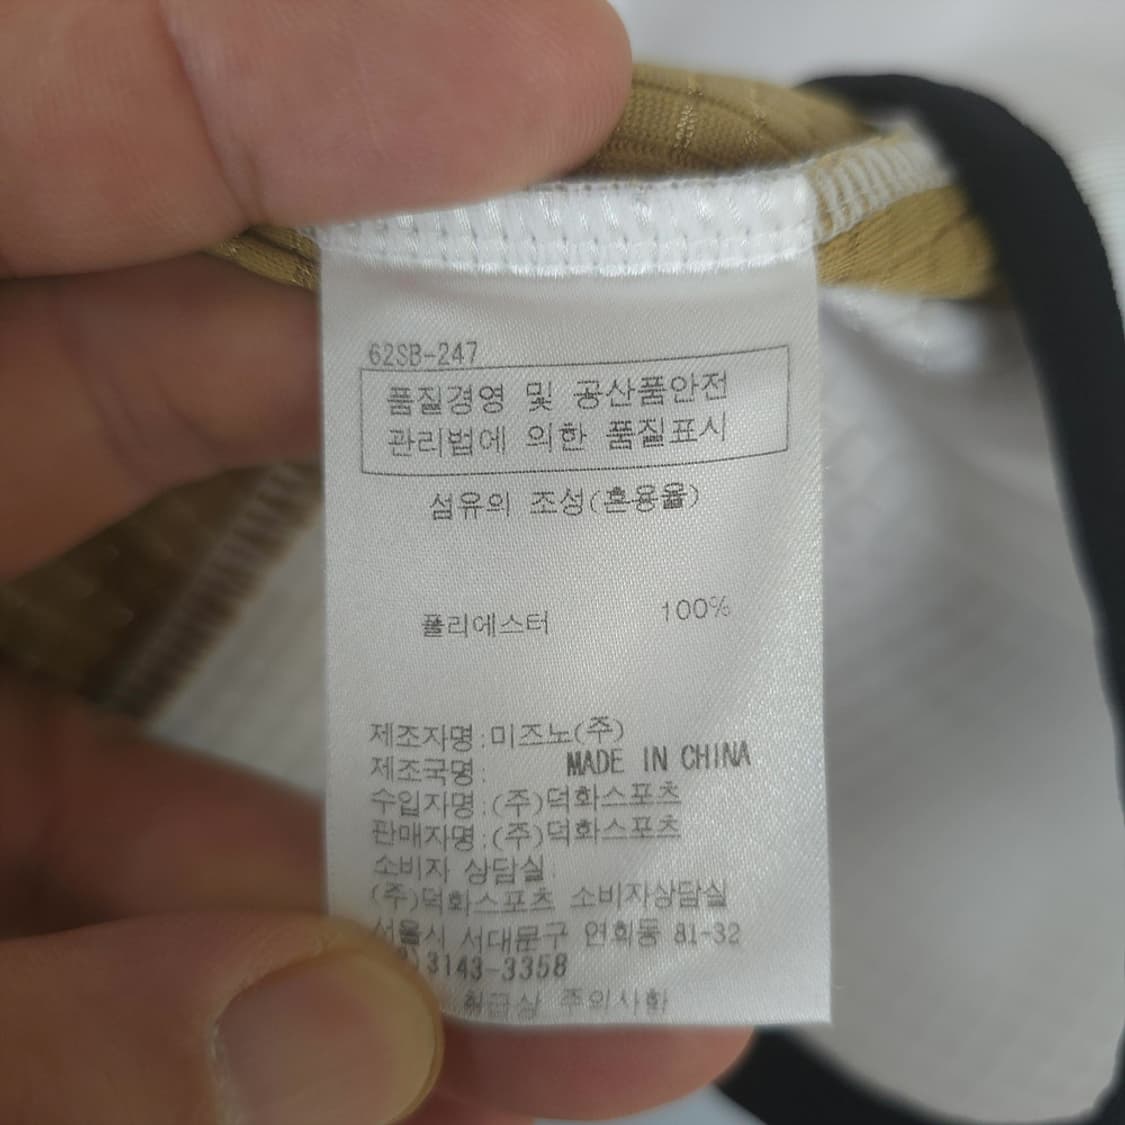 62SB-247
품질경영 및 공산품안전
관리법에 의한 품질표시
섬유의 조성(혼용율)
폴리에스터 100%
제조자명:미즈노(주)
제조국명: MADE IN CHINA
수입자명:(주)덕화스포츠
판매자명:(주)덕화스포츠
소비자 상담실
(주)덕화스포츠 소비자상담실
서울시 서대문구 연희동 81-32
)3143-3358
취급상 주의사항